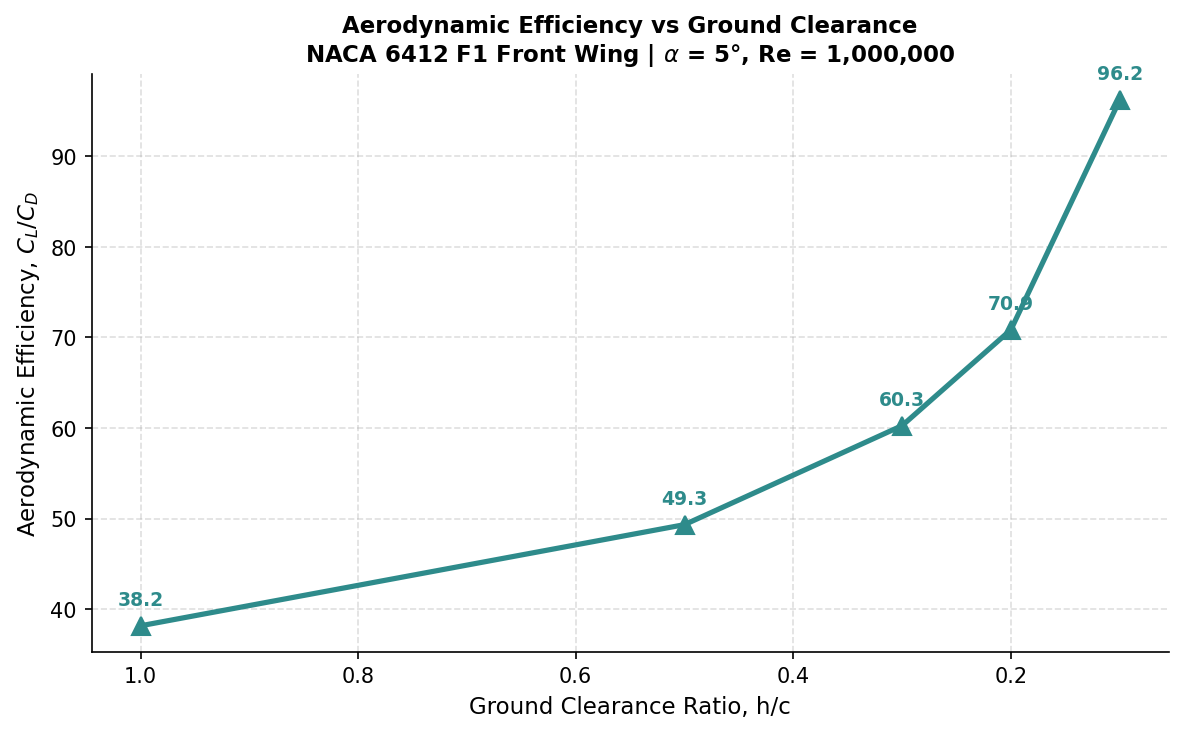 Aerodynamic Efficiency vs Ground Clearance
NACA 6412 F1 Front Wing | α = 5°, Re = 1,000,000
96.2
90
80
Aerodynamic Efficiency, C_L/C_D
70.9
70
60.3
60
49.3
50
38.2
40
1.0 0.8 0.6 0.4 0.2
Ground Clearance Ratio, h/c